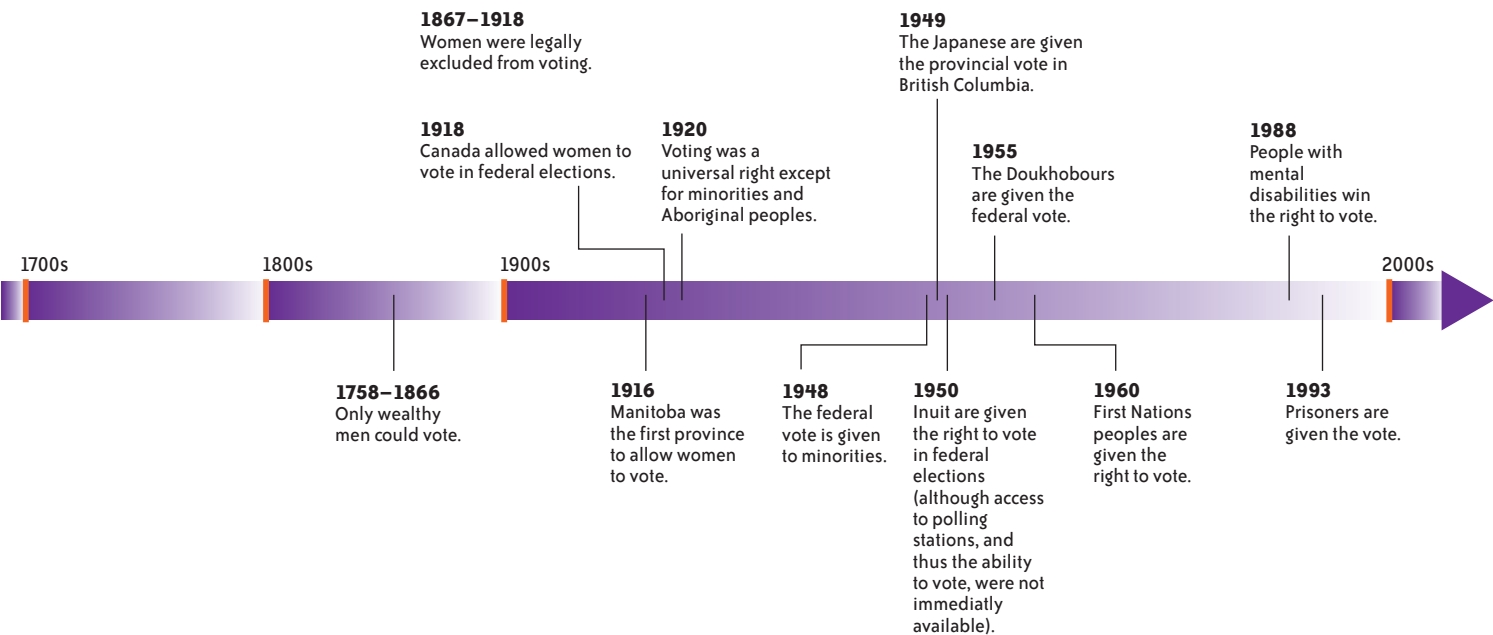 1867–1918
Women were legally
excluded from voting.
1918
Canada allowed women to
vote in federal elections.
1920
Voting was a
universal right except
for minorities and
Aboriginal peoples.
1949
The Japanese are given
the provincial vote in
British Columbia.
1955
The Doukhobours
are given the
federal vote.
1988
People with
mental
disabilities win
the right to vote.
1700s
1800s
1900s
2000s
1758–1866
Only wealthy
men could vote.
1916
Manitoba was
the first province
to allow women
to vote.
1948
The federal
vote is given
to minorities.
1950
Inuit are given
the right to vote
in federal
elections
(although access
to polling
stations, and
thus the ability
to vote, were not
immediatly
available).
1960
First Nations
peoples are
given the
right to vote.
1993
Prisoners are
given the vote.